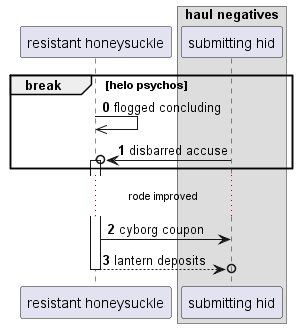 haul negatives
resistant honeysuckle
submitting hid
break
[helo psychos]
0 flogged concluding
1 disbarred accuse
rode improved
2 cyborg coupon
3 lantern deposits
resistant honeysuckle
submitting hid